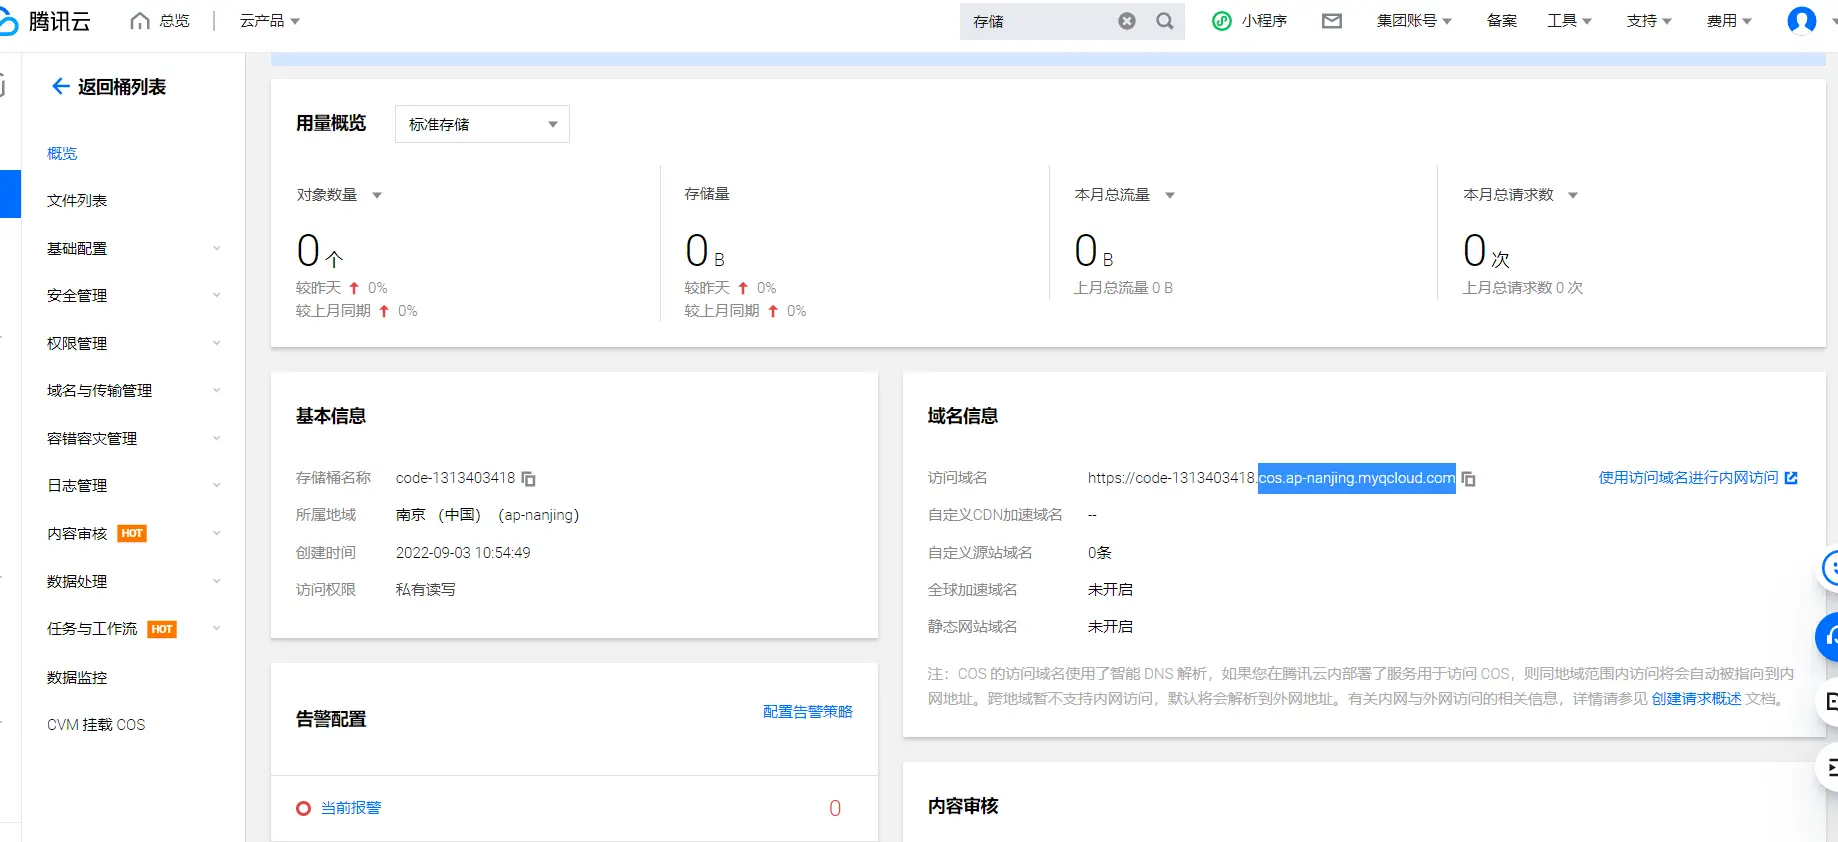 腾讯云 总览 云产品 存储 小程序 集团账号 备案 工具 支持 费用
返回桶列表
概览
文件列表
基础配置
安全管理
权限管理
域名与传输管理
容错容灾管理
日志管理
内容审核 HOT
数据处理
任务与工作流 HOT
数据监控
CVM 挂载 COS
用量概览 标准存储
对象数量
0 个
较昨天 0%
较上月同期 0%
存储量
0 B
较昨天 0%
较上月同期 0%
本月总流量
0 B
上月总流量 0 B
本月总请求数
0 次
上月总请求数 0 次
基本信息
存储桶名称 code-1313403418
所属地域 南京 （中国） (ap-nanjing)
创建时间 2022-09-03 10:54:49
访问权限 私有读写
域名信息
访问域名 https://code-1313403418.cos.ap-nanjing.myqcloud.com 使用访问域名进行内网访问
自定义CDN加速域名 --
自定义源站域名 0条
全球加速域名 未开启
静态网站域名 未开启
注：COS 的访问域名使用了智能 DNS 解析，如果您在腾讯云内部署了服务用于访问 COS，则同地域范围内访问将会自动被指向到内
网地址。跨地域暂不支持内网访问，默认将会解析到外网地址。有关内网与外网访问的相关信息，详情请参见 创建请求概述 文档。
告警配置 配置告警策略
当前报警 0
内容审核